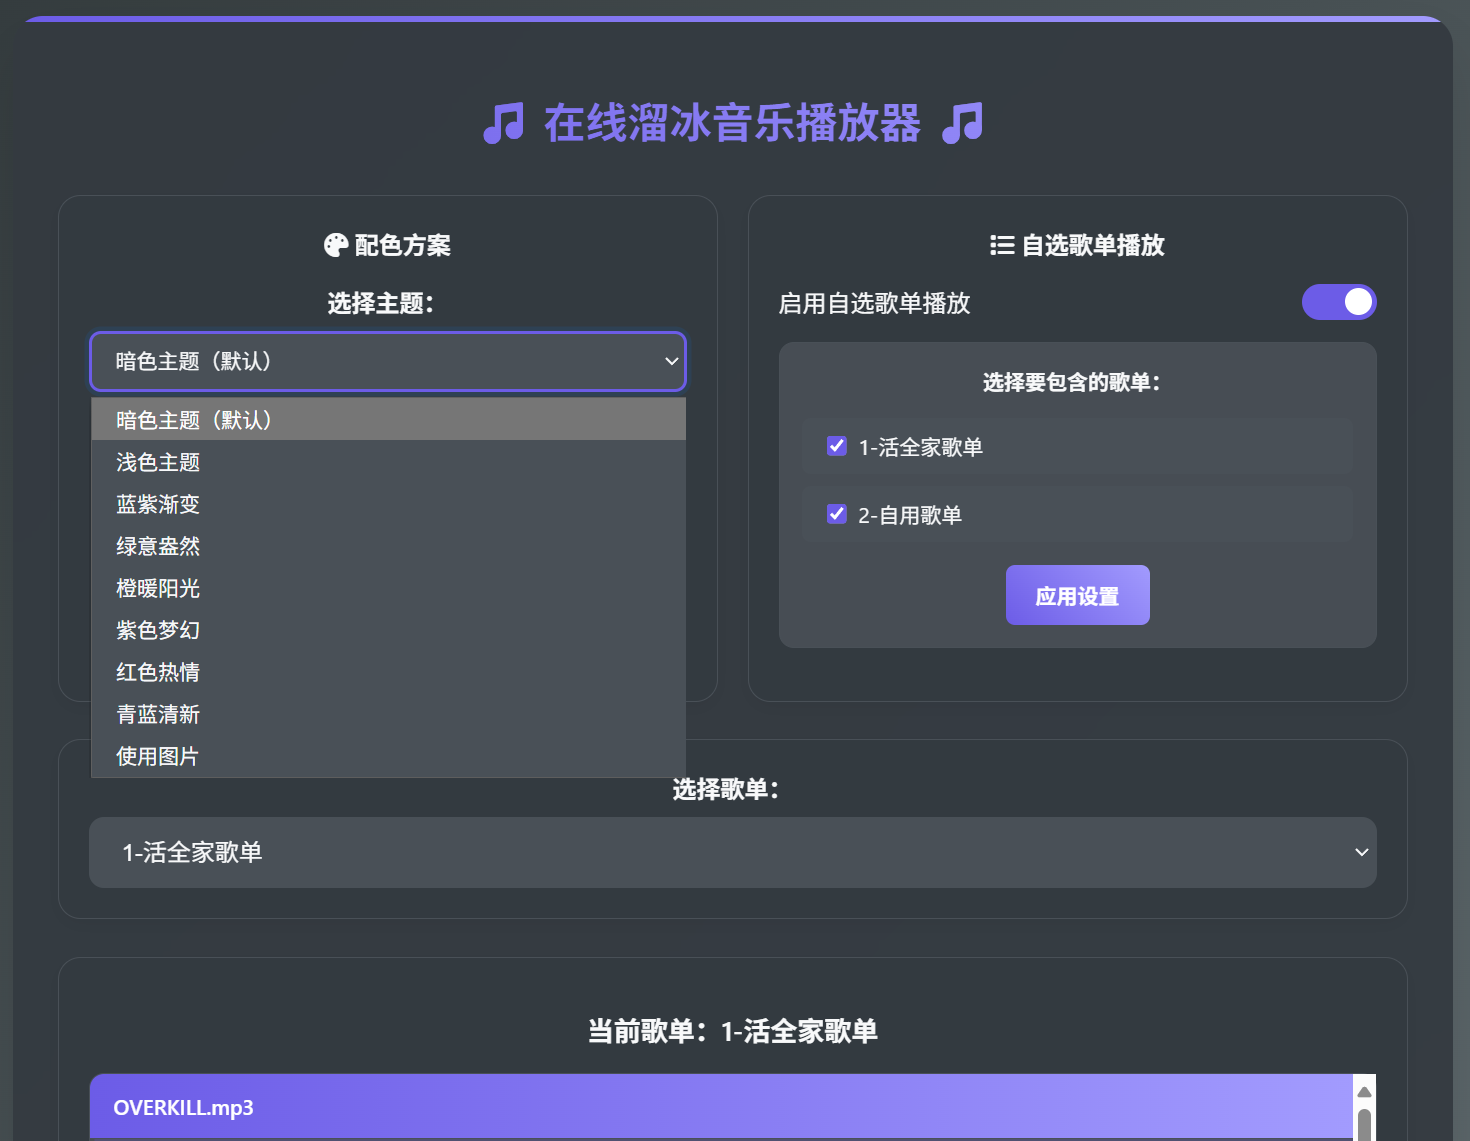 在线溜冰音乐播放器
配色方案
选择主题：
暗色主题（默认）
暗色主题（默认）
浅色主题
蓝紫渐变
绿意盎然
橙暖阳光
紫色梦幻
红色热情
青蓝清新
使用图片
自选歌单播放
启用自选歌单播放
选择要包含的歌单：
1-活全家歌单
2-自用歌单
应用设置
选择歌单：
1-活全家歌单
当前歌单：1-活全家歌单
OVERKILL.mp3